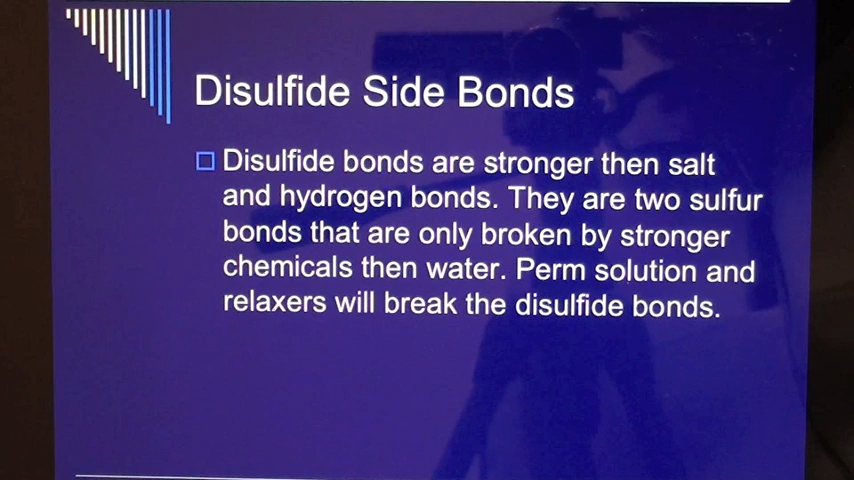 Disulfide Side Bonds
Disulfide bonds are stronger then salt
and hydrogen bonds. They are two sulfur
bonds that are only broken by stronger
chemicals then water. Perm solution and
relaxers will break the disulfide bonds.